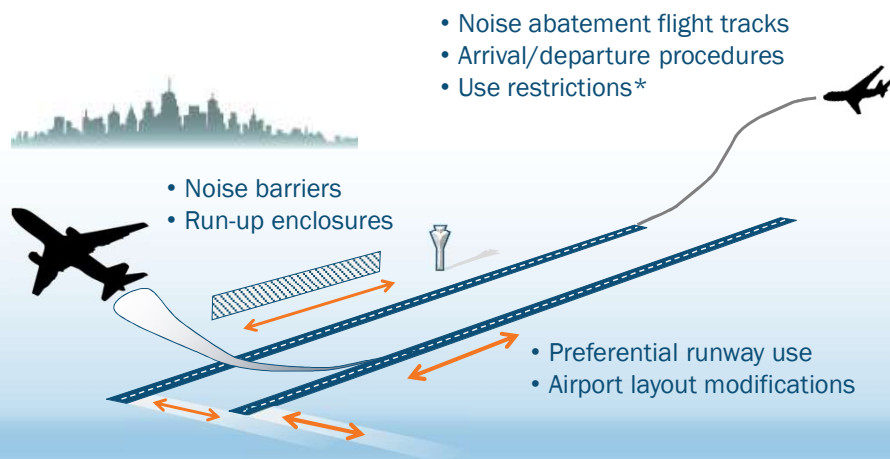 • Noise abatement flight tracks
• Arrival/departure procedures
• Use restrictions*
• Noise barriers
• Run-up enclosures
• Preferential runway use
• Airport layout modifications